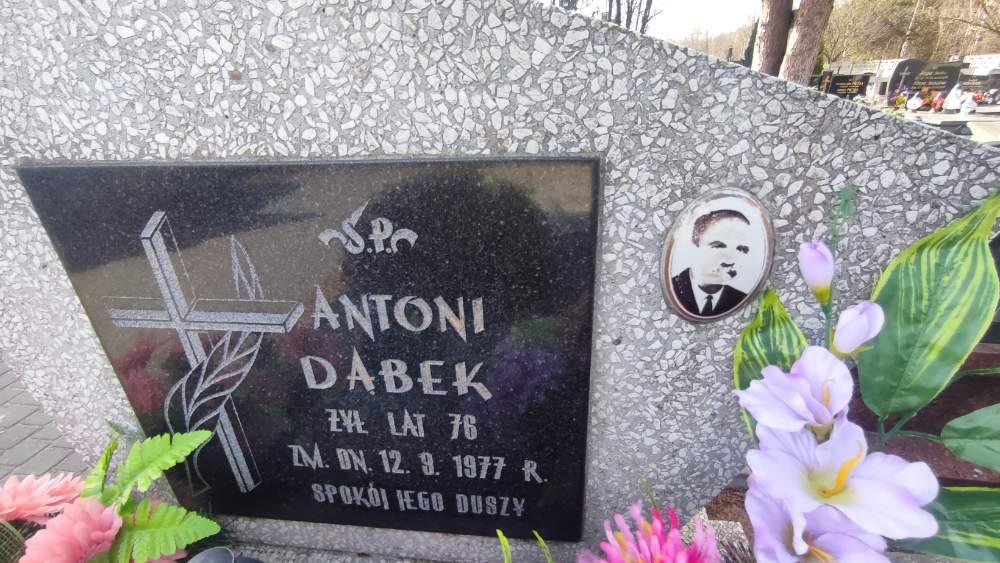 Ś.P.
ANTONI
DĄBEK
ŻYŁ LAT 76
ZM. DN. 12. 9. 1977 R.
SPOKÓJ JEGO DUSZY